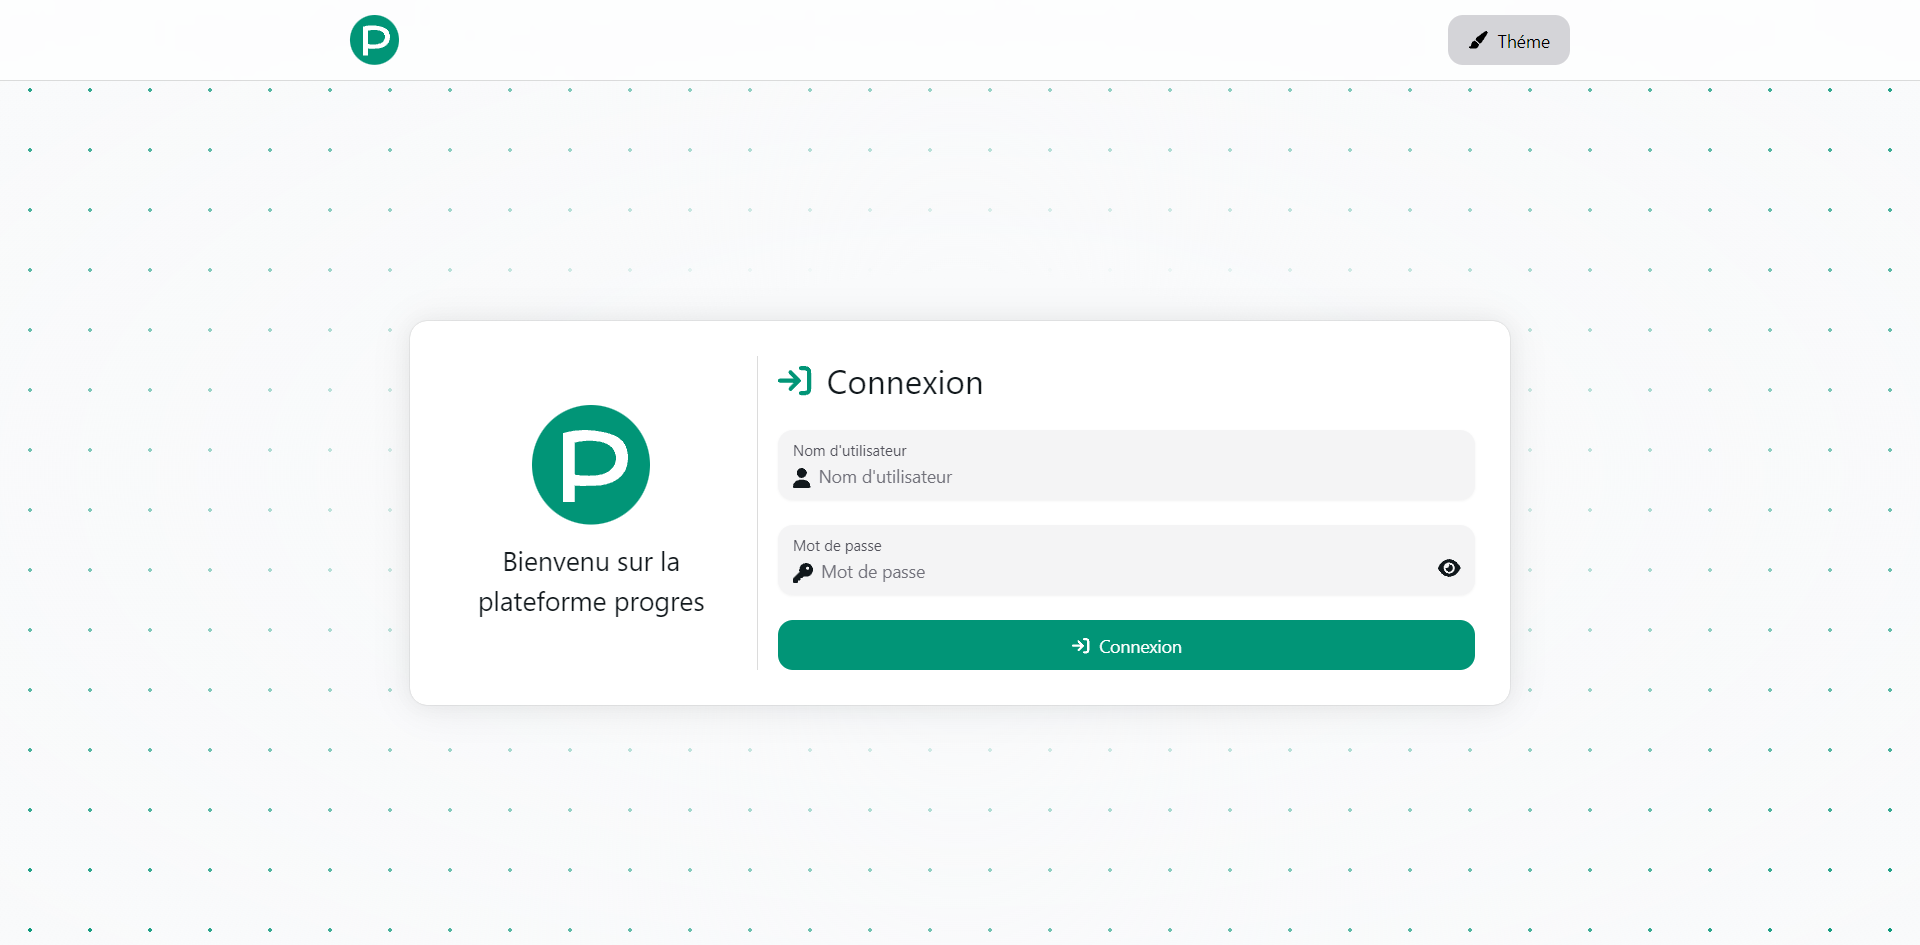 P
Théme
P
Bienvenu sur la
plateforme progres
Connexion
Nom d'utilisateur
Nom d'utilisateur
Mot de passe
Mot de passe
Connexion